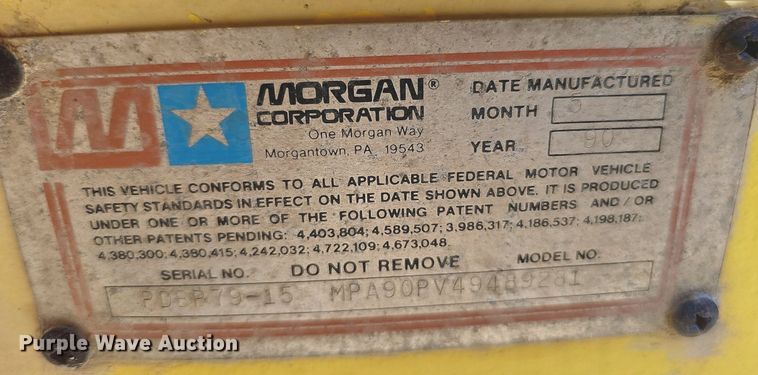 MORGAN®
CORPORATION
One Morgan Way
Morgantown, PA. 19543
DATE MANUFACTURED
MONTH 5
YEAR 90
THIS VEHICLE CONFORMS TO ALL APPLICABLE FEDERAL MOTOR VEHICLE
SAFETY STANDARDS IN EFFECT ON THE DATE SHOWN ABOVE. IT IS PRODUCED
UNDER ONE OR MORE OF THE FOLLOWING PATENT NUMBERS AND/OR
OTHER PATENTS PENDING: 4,403,804; 4,589,507; 3,986,317; 4,186,537; 4,198,187;
4,380,300; 4,380,415; 4,242,032; 4,722,109; 4,673,048.
SERIAL NO. DO NOT REMOVE MODEL NO.
MPA90PV49489281
Purple Wave Auction